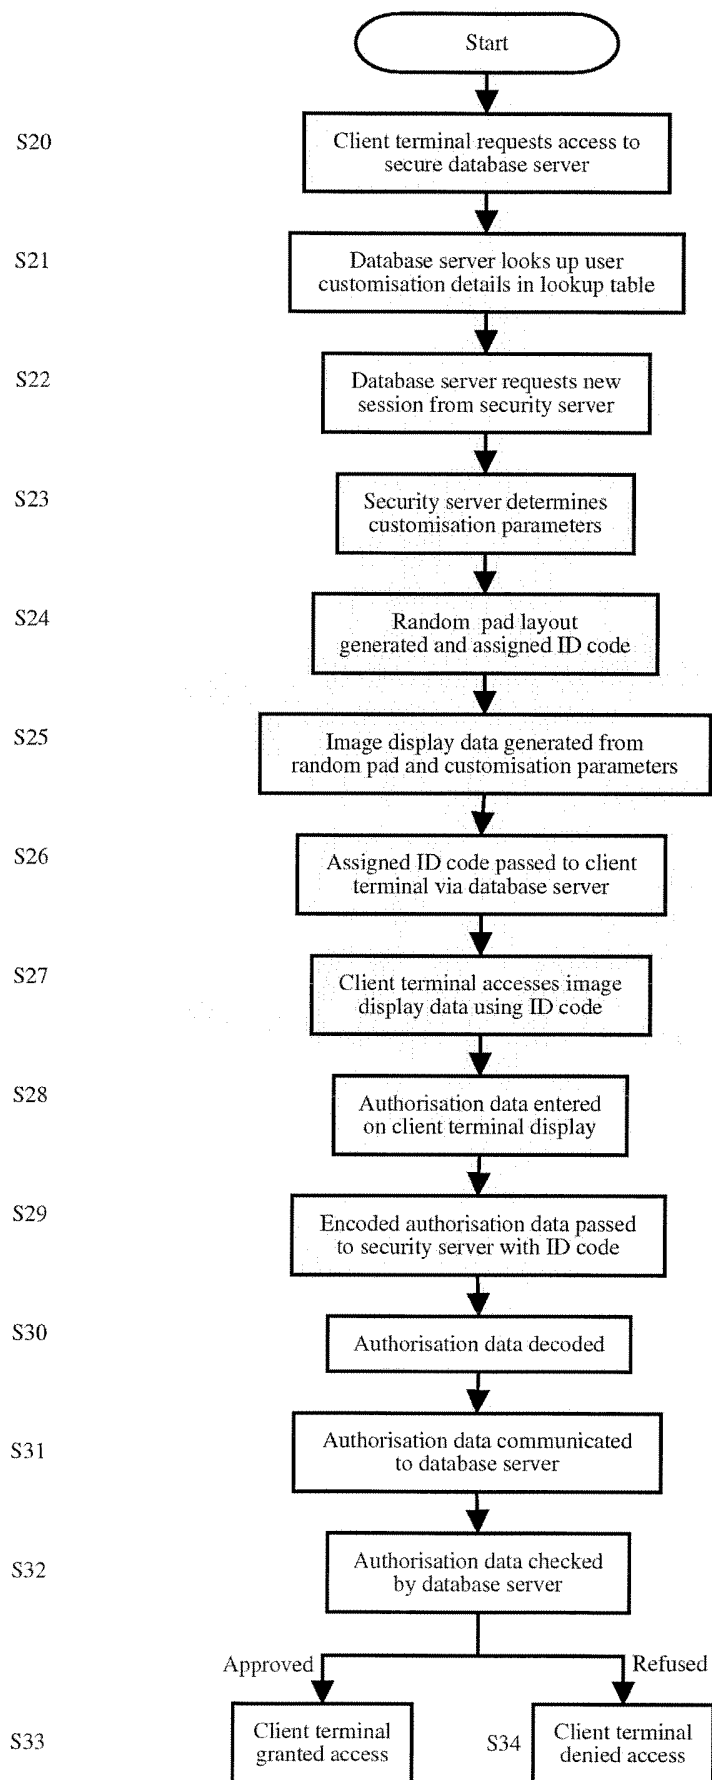 Start
S20
Client terminal requests access to
secure database server
S21
Database server looks up user
customisation details in lookup table
S22
Database server requests new
session from security server
S23
Security server determines
customisation parameters
S24
Random pad layout
generated and assigned ID code
S25
Image display data generated from
random pad and customisation parameters
S26
Assigned ID code passed to client
terminal via database server
S27
Client terminal accesses image
display data using ID code
S28
Authorisation data entered
on client terminal display
S29
Encoded authorisation data passed
to security server with ID code
S30
Authorisation data decoded
S31
Authorisation data communicated
to database server
S32
Authorisation data checked
by database server
Approved
Refused
S33
Client terminal
granted access
S34
Client terminal
denied access